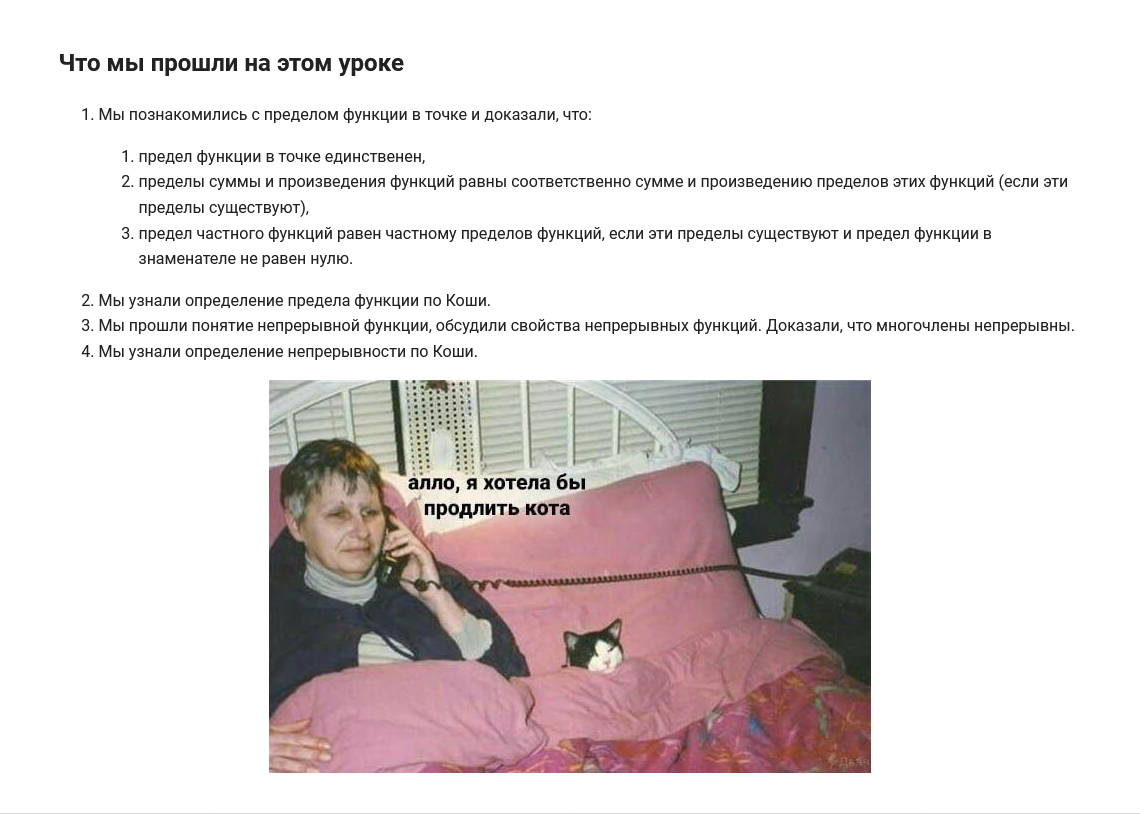 Что мы прошли на этом уроке
1. Мы познакомились с пределом функции в точке и доказали, что:
1. предел функции в точке единственен,
2. пределы суммы и произведения функций равны соответственно сумме и произведению пределов этих функций (если эти
пределы существуют),
3. предел частного функций равен частному пределов функций, если эти пределы существуют и предел функции в
знаменателе не равен нулю.
2. Мы узнали определение предела функции по Коши.
3. Мы прошли понятие непрерывной функции, обсудили свойства непрерывных функций. Доказали, что многочлены непрерывны.
4. Мы узнали определение непрерывности по Коши.
алло, я хотела бы
продлить кота